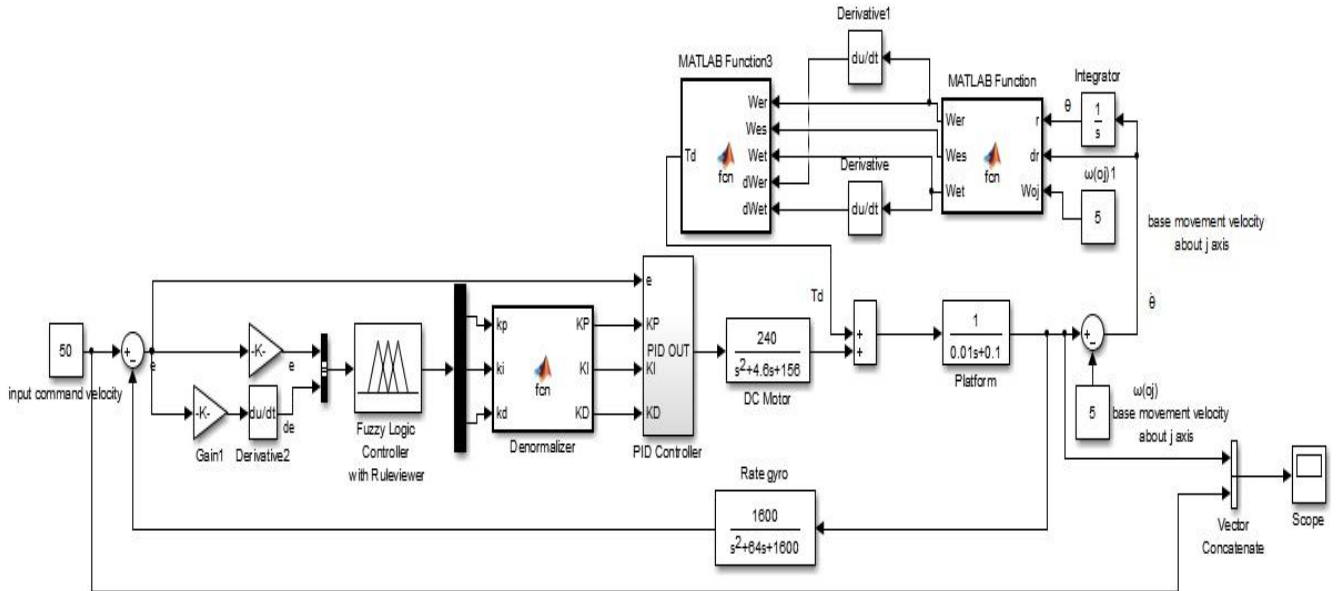 Derivative1
du/dt
MATLAB Function3
MATLAB Function
Integrator
Wer
Wes
Wet
dWer
dWet
Td
fcn
Wer
Wes
Wet
fcn
r
dr
Woj
θ
1
s
Derivative
du/dt
ω(oj)1
5
base movement velocity
about j axis
Td
θ̇
50
input command velocity
+
-
e
-K-
e
-K-
Gain1
du/dt
Derivative2
de
Fuzzy Logic
Controller
with Ruleviewer
kp
ki
kd
KP
KI
KD
fcn
Denormalizer
e
KP
KI
KD
PID OUT
PID Controller
240
s²+4.6s+156
DC Motor
+
+
1
0.01s+0.1
Platform
+
-
5
ω(oj)
base movement velocity
about j axis
Rate gyro
1600
s²+64s+1600
Vector
Concatenate
Scope